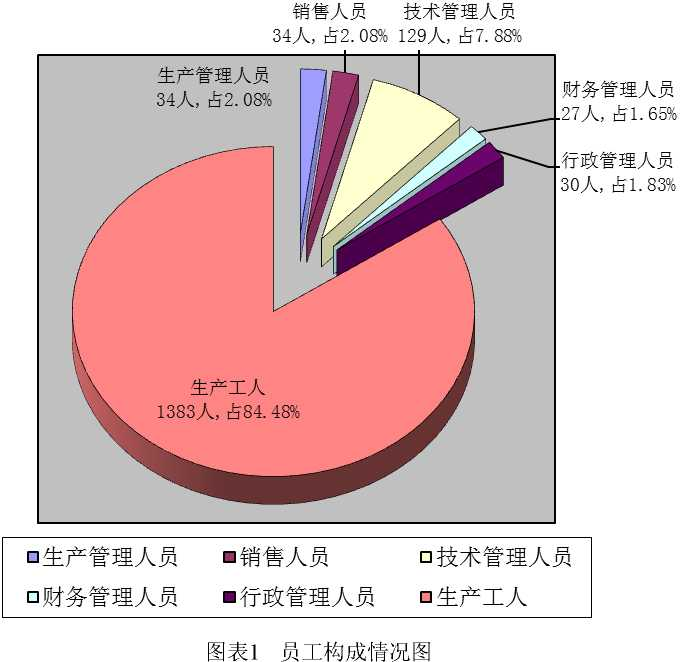 销售人员
34人,占2.08%
技术管理人员
129人,占7.88%
生产管理人员
34人,占2.08%
财务管理人员
27人,占1.65%
行政管理人员
30人,占1.83%
生产工人
1383人,占84.48%
生产管理人员 销售人员 技术管理人员
财务管理人员 行政管理人员 生产工人
图表1 员工构成情况图